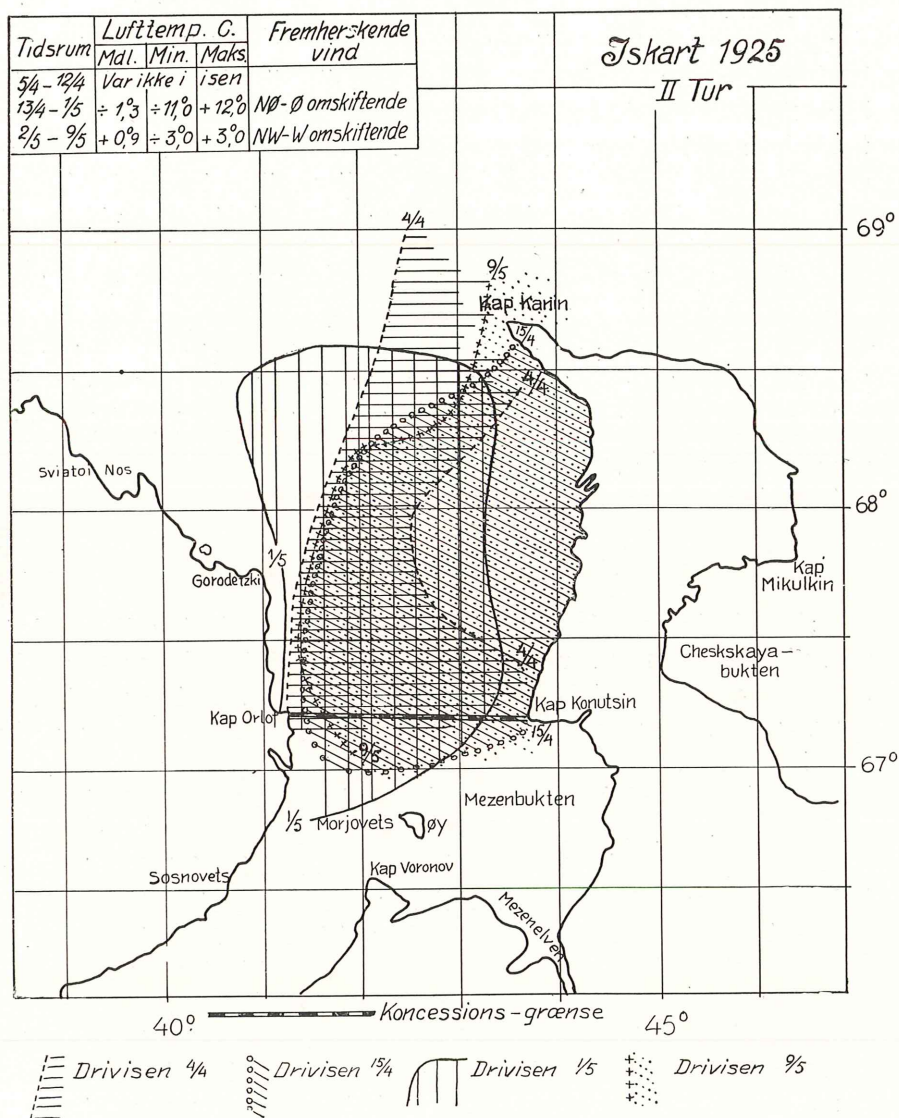 Iskart 1925
II Tur
Tidsrum Lufttemp. C. Fremherskende vind
Mdl. Min. Maks.
5/4 – 12/4 Var ikke i isen
13/4 – 1/5 ÷ 1,°3 ÷ 11,°0 + 12,°0 NØ-Ø omskiftende
2/5 – 9/5 + 0,°9 ÷ 3,°0 + 3,°0 NW-W omskiftende
4/4
69°
9/5
Kap Kanin
15/4
4/4
Sviatoi Nos
68°
1/5
Gorodetzki
Kap Mikulkin
4/4
Cheskskaya-
bukten
Kap Orlof
Kap Konutsin
15/4
9/5
67°
Mezenbukten
1/5 Morjovets øy
Sosnovets
Kap Voronov
Mezenelven
40° Koncessions-grænse 45°
Drivisen 4/4 Drivisen 15/4 Drivisen 1/5 Drivisen 9/5